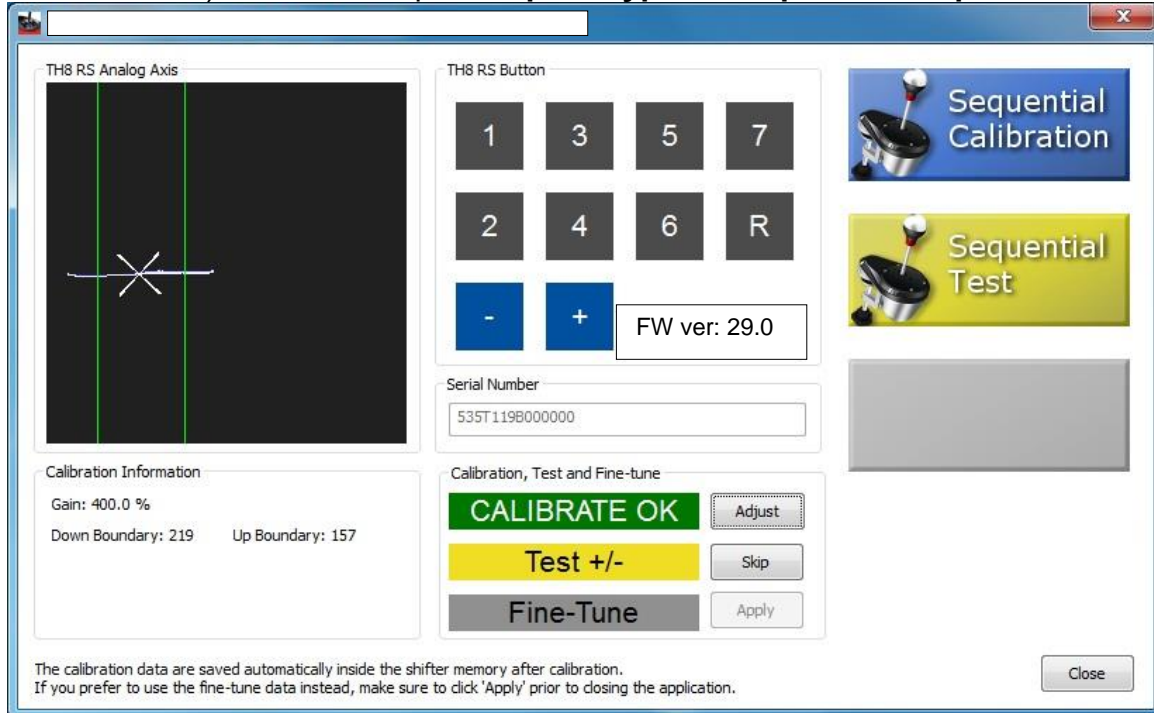 TH8 RS Analog Axis
TH8 RS Button
1 3 5 7
2 4 6 R
- +
FW ver: 29.0
Serial Number
535T119B000000
Calibration Information
Gain: 400.0 %
Down Boundary: 219 Up Boundary: 157
Calibration, Test and Fine-tune
CALIBRATE OK Adjust
Test +/- Skip
Fine-Tune Apply
Sequential
Calibration
Sequential
Test
The calibration data are saved automatically inside the shifter memory after calibration.
If you prefer to use the fine-tune data instead, make sure to click 'Apply' prior to closing the application.
Close